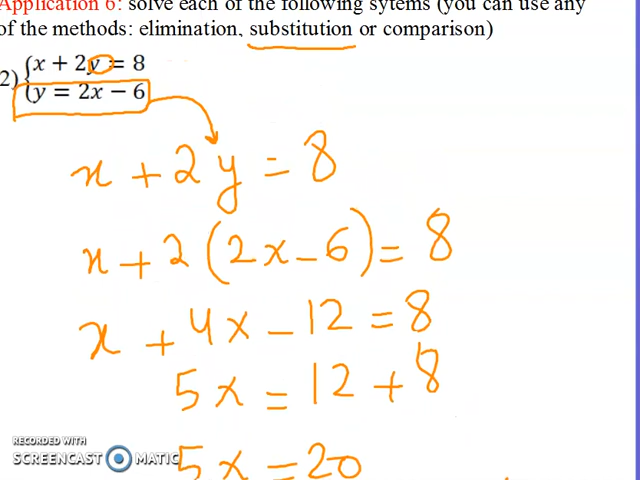 Application 6: solve each of the following sytems (you can use any
of the methods: elimination, substitution or comparison)
2) {x + 2y = 8
{y = 2x − 6
x + 2y = 8
x + 2(2x − 6) = 8
x + 4x − 12 = 8
5x = 12 + 8
5x = 20
RECORDED WITH
SCREENCAST MATIC